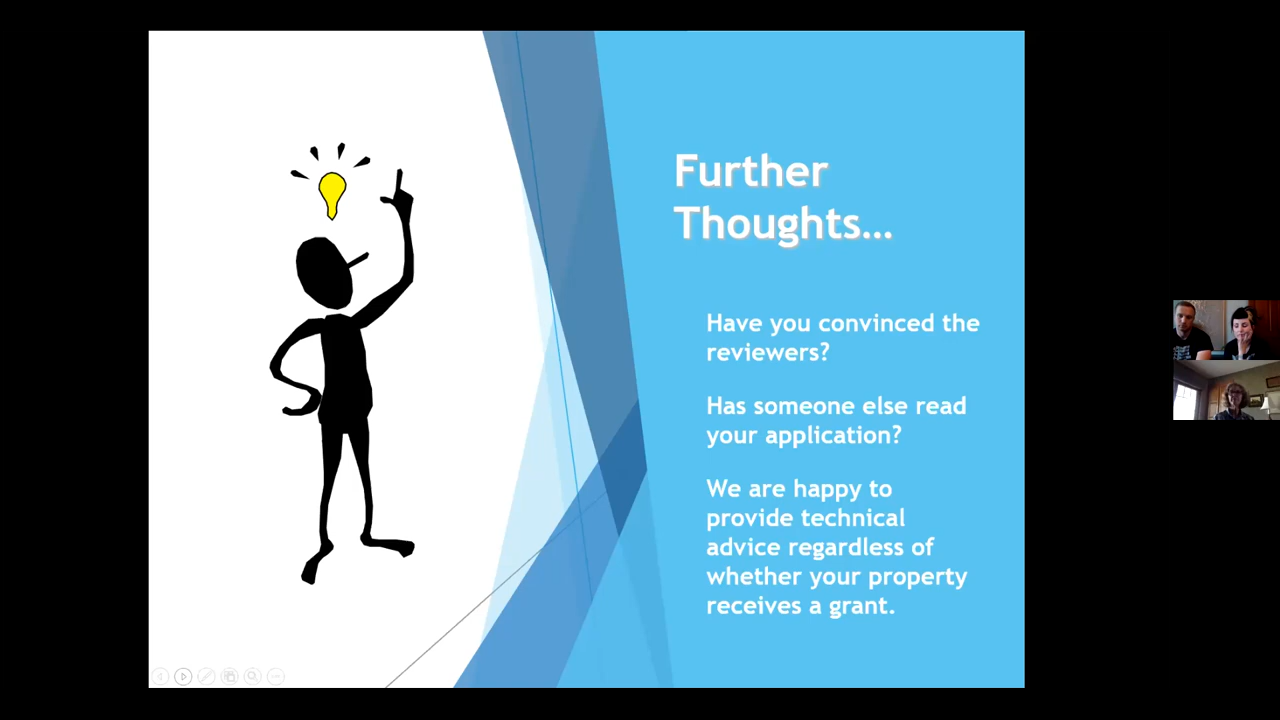 Further
Thoughts...
Have you convinced the
reviewers?
Has someone else read
your application?
We are happy to
provide technical
advice regardless of
whether your property
receives a grant.